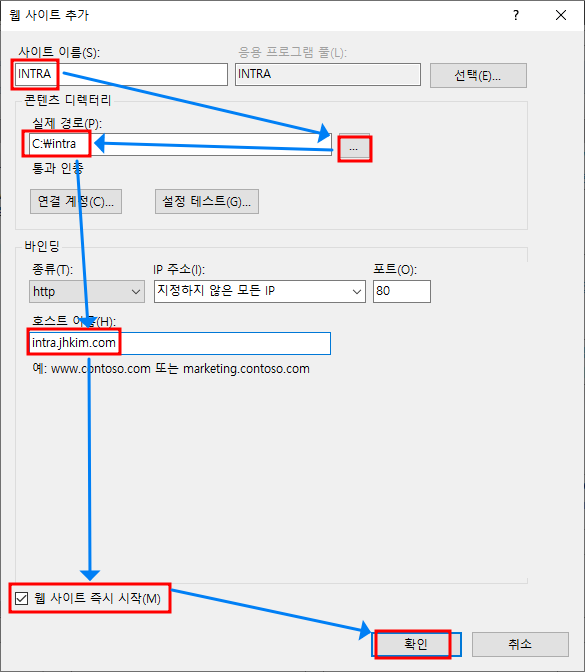 웹 사이트 추가
? ×
사이트 이름(S): 응용 프로그램 풀(L):
INTRA INTRA 선택(E)...
콘텐츠 디렉터리
실제 경로(P):
C:₩intra ...
통과 인증
연결 계정(C)... 설정 테스트(G)...
바인딩
종류(T): IP 주소(I): 포트(O):
http 지정하지 않은 모든 IP 80
호스트 이름(H):
intra.jhkim.com
예: www.contoso.com 또는 marketing.contoso.com
웹 사이트 즉시 시작(M)
확인 취소